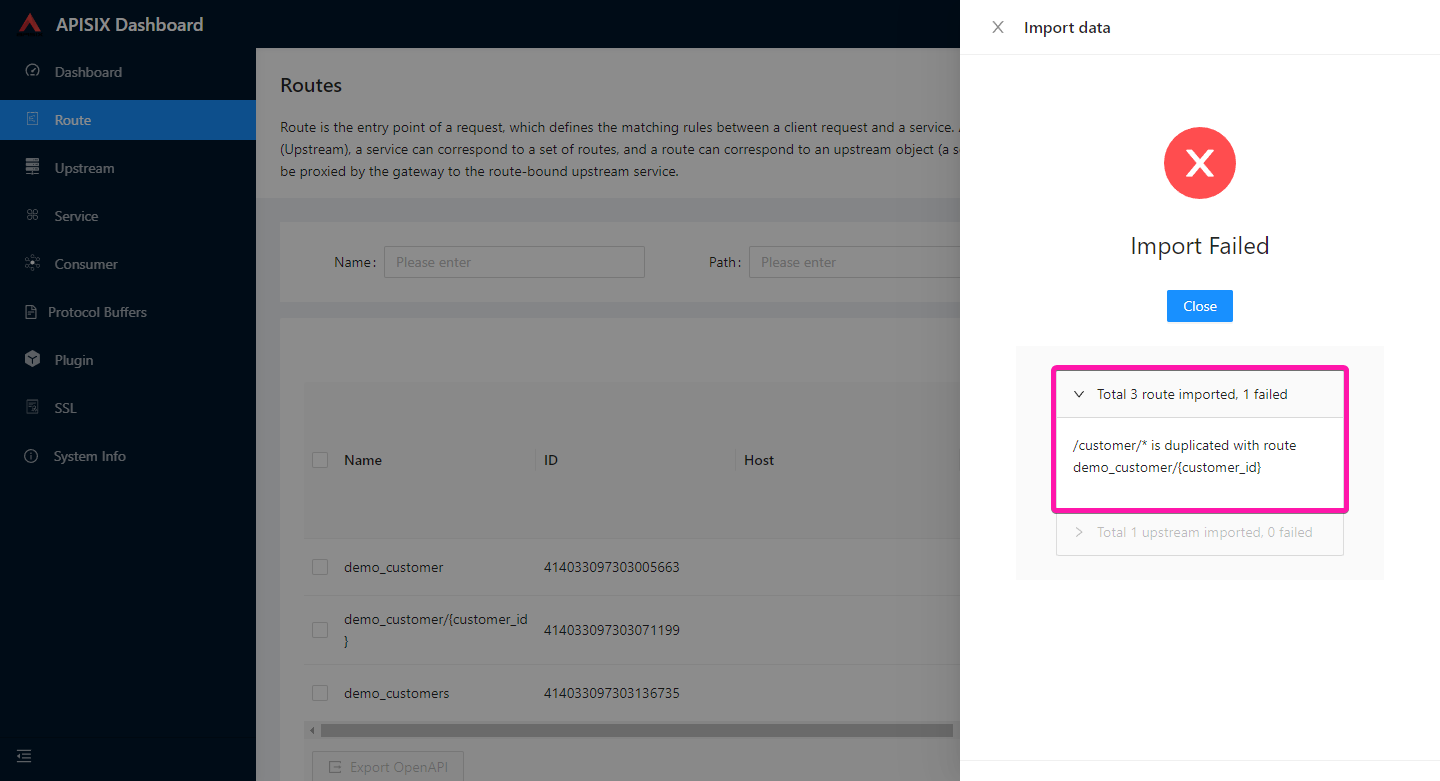 APISIX Dashboard
Dashboard
Route
Upstream
Service
Consumer
Protocol Buffers
Plugin
SSL
System Info
Routes
Route is the entry point of a request, which defines the matching rules between a client request and a service.
(Upstream), a service can correspond to a set of routes, and a route can correspond to an upstream object (a s
be proxied by the gateway to the route-bound upstream service.
Name:
Please enter
Path:
Please enter
Name
ID
Host
demo_customer
414033097303005663
demo_customer/{customer_id
}
414033097303071199
demo_customers
414033097303136735
Export OpenAPI
Import data
Import Failed
Close
Total 3 route imported, 1 failed
/customer/* is duplicated with route
demo_customer/{customer_id}
Total 1 upstream imported, 0 failed